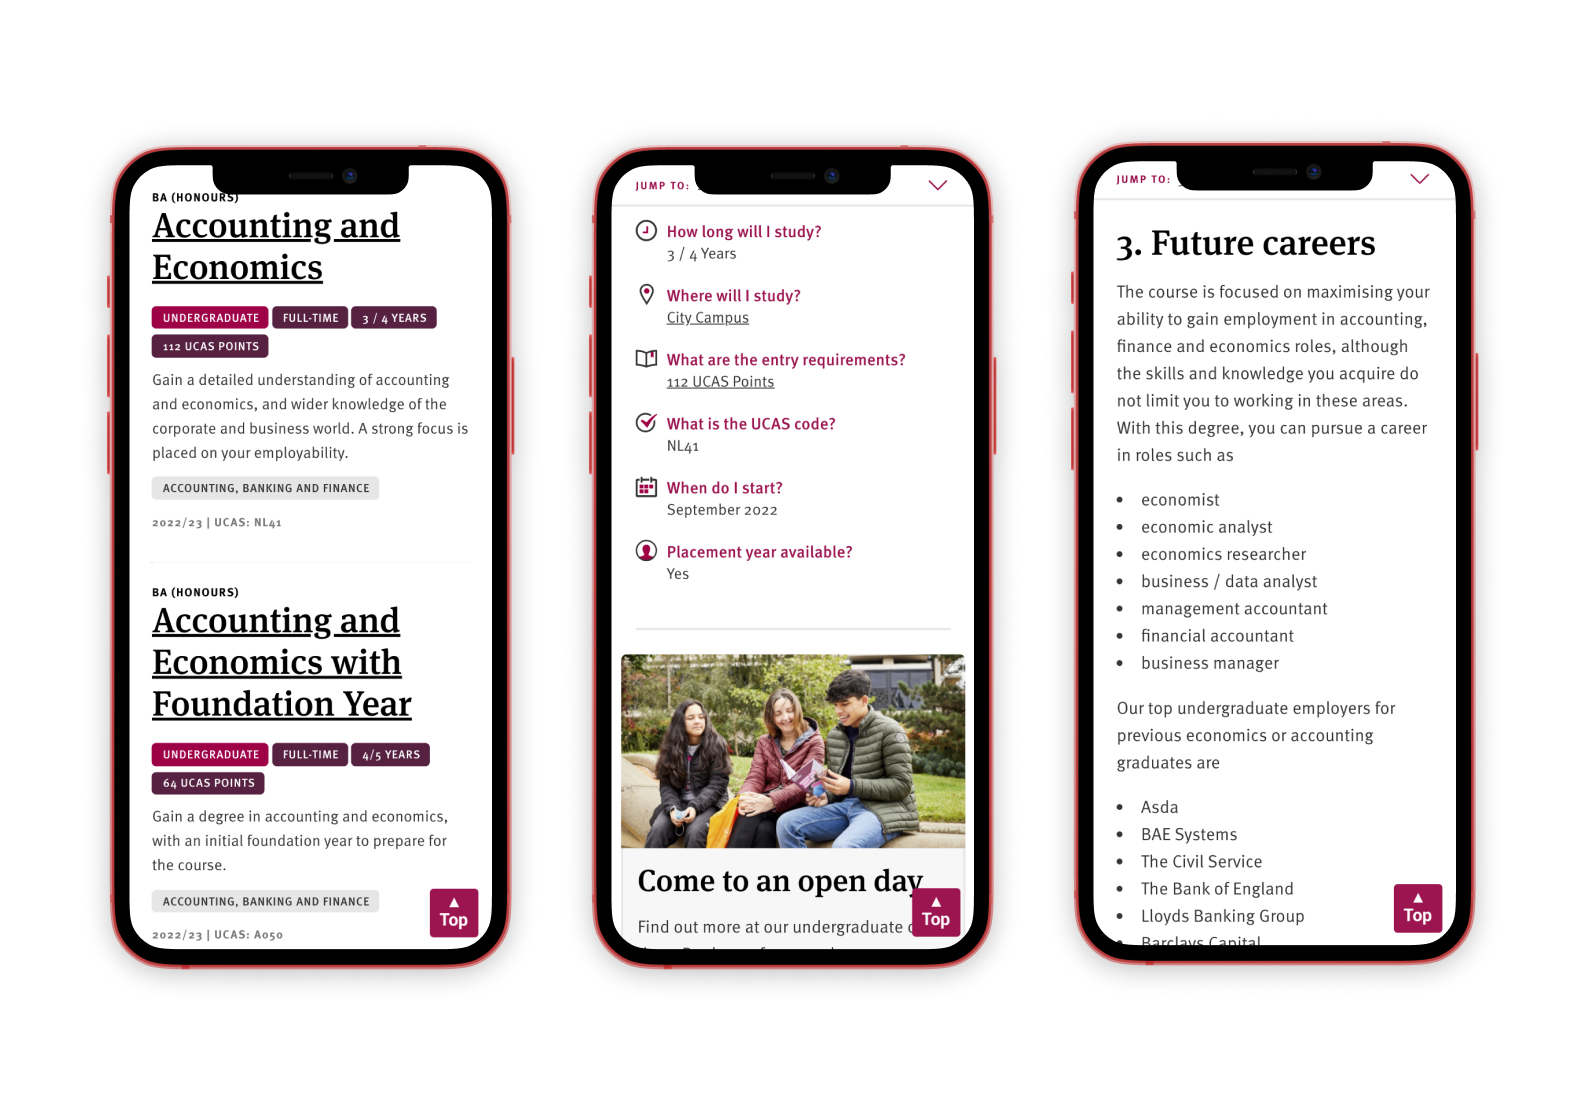 BA (HONOURS)
Accounting and
Economics
UNDERGRADUATE FULL-TIME 3 / 4 YEARS
112 UCAS POINTS
Gain a detailed understanding of accounting
and economics, and wider knowledge of the
corporate and business world. A strong focus is
placed on your employability.
ACCOUNTING, BANKING AND FINANCE
2022/23 | UCAS: NL41
BA (HONOURS)
Accounting and
Economics with
Foundation Year
UNDERGRADUATE FULL-TIME 4/5 YEARS
64 UCAS POINTS
Gain a degree in accounting and economics,
with an initial foundation year to prepare for
the course.
ACCOUNTING, BANKING AND FINANCE
2022/23 | UCAS: A050
Top
JUMP TO:
How long will I study?
3 / 4 Years
Where will I study?
City Campus
What are the entry requirements?
112 UCAS Points
What is the UCAS code?
NL41
When do I start?
September 2022
Placement year available?
Yes
Come to an open day
Find out more at our undergraduate
Top
JUMP TO:
3. Future careers
The course is focused on maximising your
ability to gain employment in accounting,
finance and economics roles, although
the skills and knowledge you acquire do
not limit you to working in these areas.
With this degree, you can pursue a career
in roles such as
• economist
• economic analyst
• economics researcher
• business / data analyst
• management accountant
• financial accountant
• business manager
Our top undergraduate employers for
previous economics or accounting
graduates are
• Asda
• BAE Systems
• The Civil Service
• The Bank of England
• Lloyds Banking Group
• Barclays Capital
Top